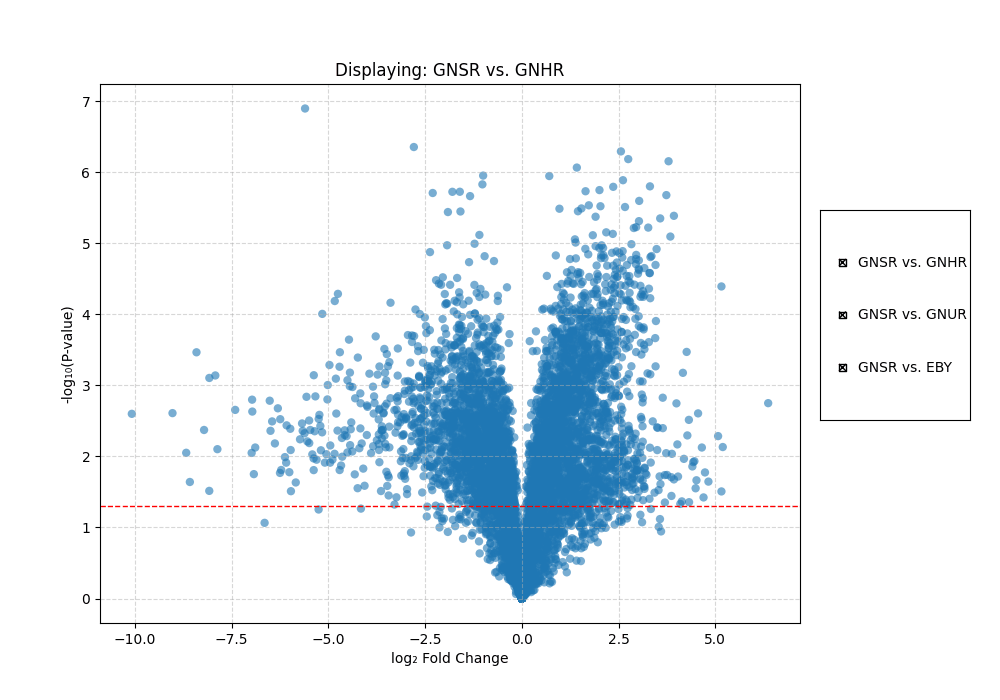 Displaying: GNSR vs. GNHR
7
6
5
4
3
2
1
0
-log₁₀(P-value)
−10.0 −7.5 −5.0 −2.5 0.0 2.5 5.0
log₂ Fold Change
GNSR vs. GNHR
GNSR vs. GNUR
GNSR vs. EBY